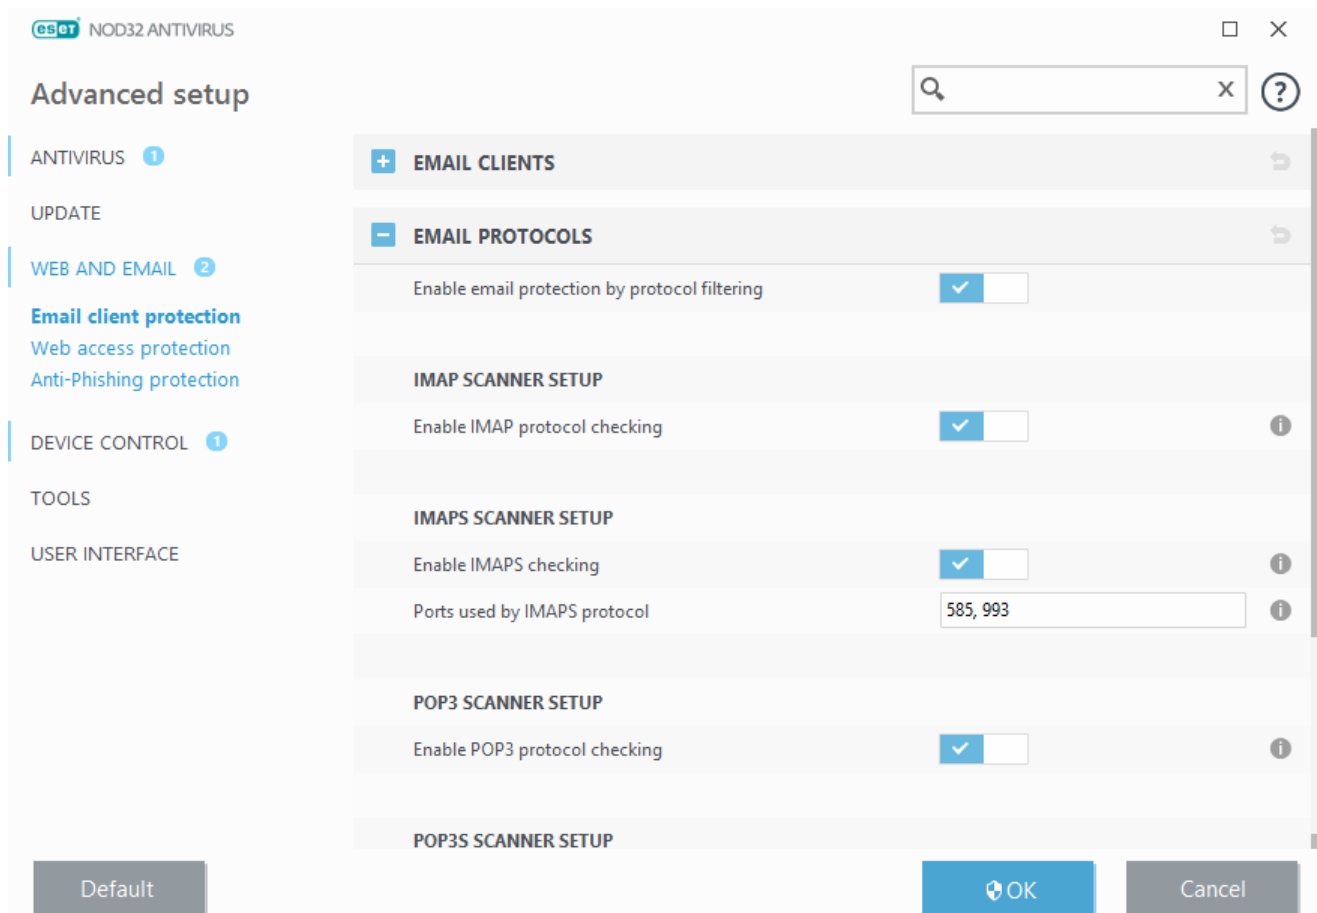 eset NOD32 ANTIVIRUS
Advanced setup
x
?
ANTIVIRUS 1
UPDATE
WEB AND EMAIL 2
Email client protection
Web access protection
Anti-Phishing protection
DEVICE CONTROL 1
TOOLS
USER INTERFACE
EMAIL CLIENTS
EMAIL PROTOCOLS
Enable email protection by protocol filtering
IMAP SCANNER SETUP
Enable IMAP protocol checking
IMAPS SCANNER SETUP
Enable IMAPS checking
Ports used by IMAPS protocol 585, 993
POP3 SCANNER SETUP
Enable POP3 protocol checking
POP3S SCANNER SETUP
Default
OK
Cancel